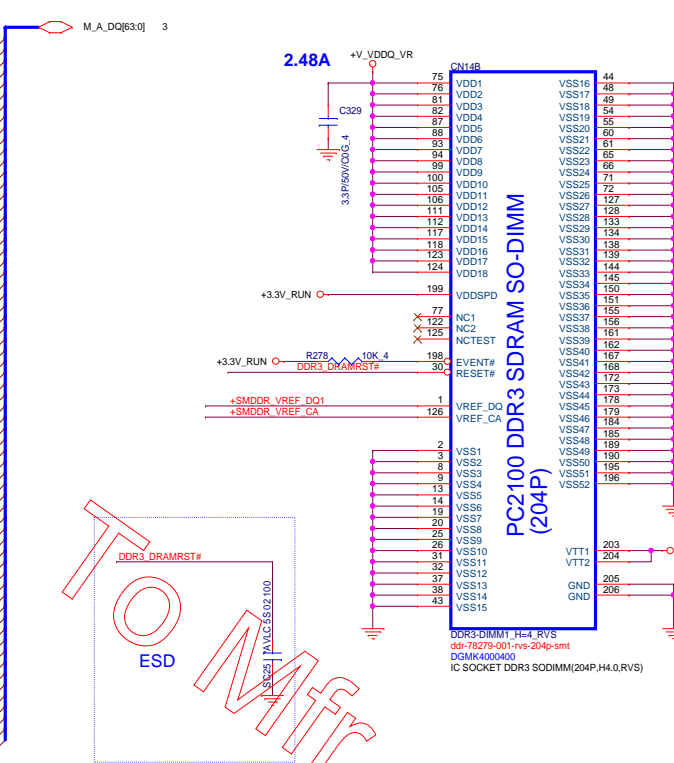 M_A_DQ[63:0] 3
2.48A
+V_VDDQ_VR
CN14B
C329
3.3P/50V/C0G_4
75 VDD1
76 VDD2
81 VDD3
82 VDD4
87 VDD5
88 VDD6
93 VDD7
94 VDD8
99 VDD9
100 VDD10
105 VDD11
106 VDD12
111 VDD13
112 VDD14
117 VDD15
118 VDD16
123 VDD17
124 VDD18
+3.3V_RUN 199 VDDSPD
77 NC1
122 NC2
125 NCTEST
+3.3V_RUN R278 10K_4 198 EVENT#
DDR3_DRAMRST# 30 RESET#
+SMDDR_VREF_DQ1 1 VREF_DQ
+SMDDR_VREF_CA 126 VREF_CA
2 VSS1
3 VSS2
8 VSS3
9 VSS4
13 VSS5
14 VSS6
19 VSS7
20 VSS8
25 VSS9
26 VSS10
31 VSS11
32 VSS12
37 VSS13
38 VSS14
43 VSS15
PC2100 DDR3 SDRAM SO-DIMM
(204P)
VSS16 44
VSS17 48
VSS18 49
VSS19 54
VSS20 55
VSS21 60
VSS22 61
VSS23 65
VSS24 66
VSS25 71
VSS26 72
VSS27 127
VSS28 128
VSS29 133
VSS30 134
VSS31 138
VSS32 139
VSS33 144
VSS34 145
VSS35 150
VSS36 151
VSS37 155
VSS38 156
VSS39 161
VSS40 162
VSS41 167
VSS42 168
VSS43 172
VSS44 173
VSS45 178
VSS46 179
VSS47 184
VSS48 185
VSS49 189
VSS50 190
VSS51 195
VSS52 196
VTT1 203
VTT2 204
GND 205
GND 206
DDR3-DIMM1_H=4_RVS
ddr-78279-001-rvs-204p-smt
DGMK4000400
IC SOCKET DDR3 SODIMM(204P,H4.0,RVS)
DDR3_DRAMRST#
ESD
To Mfr